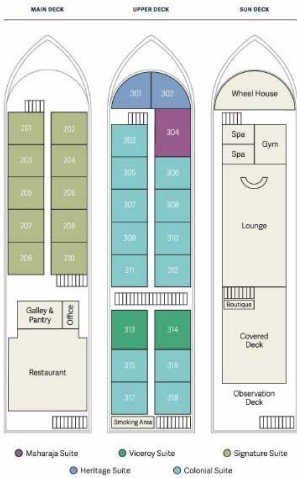 MAIN DECK
UPPER DECK
SUN DECK
301 302
Wheel House
201 202
303 304
Spa
Gym
Spa
203 204
305 306
205 206
307 308
Lounge
207 208
309 310
209 210
311 312
Boutique
Galley &
Pantry
Office
313 314
Covered
Deck
Restaurant
315 316
Observation
Deck
317 318
Smoking Area
Maharaja Suite
Viceroy Suite
Signature Suite
Heritage Suite
Colonial Suite